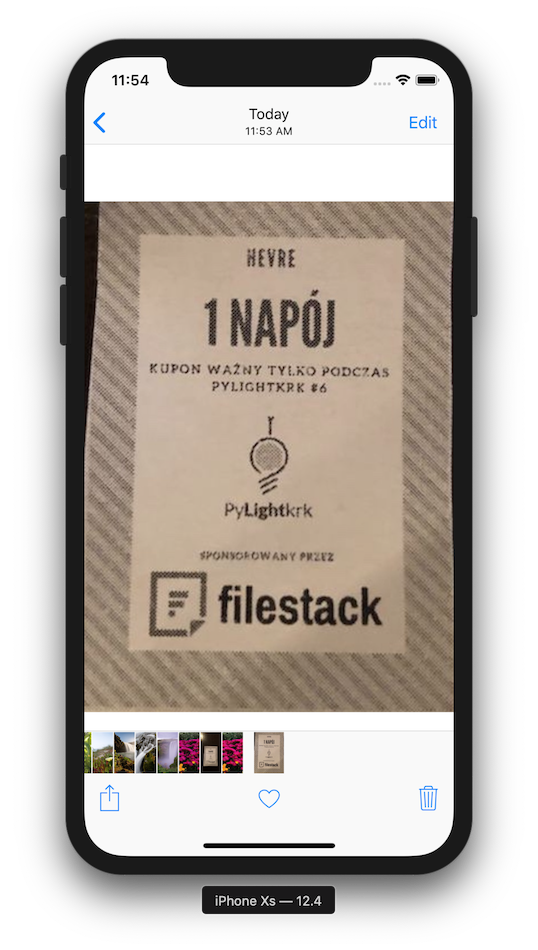 11:54
Today
11:53 AM
Edit
HEVRE
1 NAPÓJ
KUPON WAŻNY TYLKO PODCZAS
PYLIGHTKRK #6
PyLightkrk
SPONSOROWANY PRZEZ
filestack
iPhone Xs — 12.4